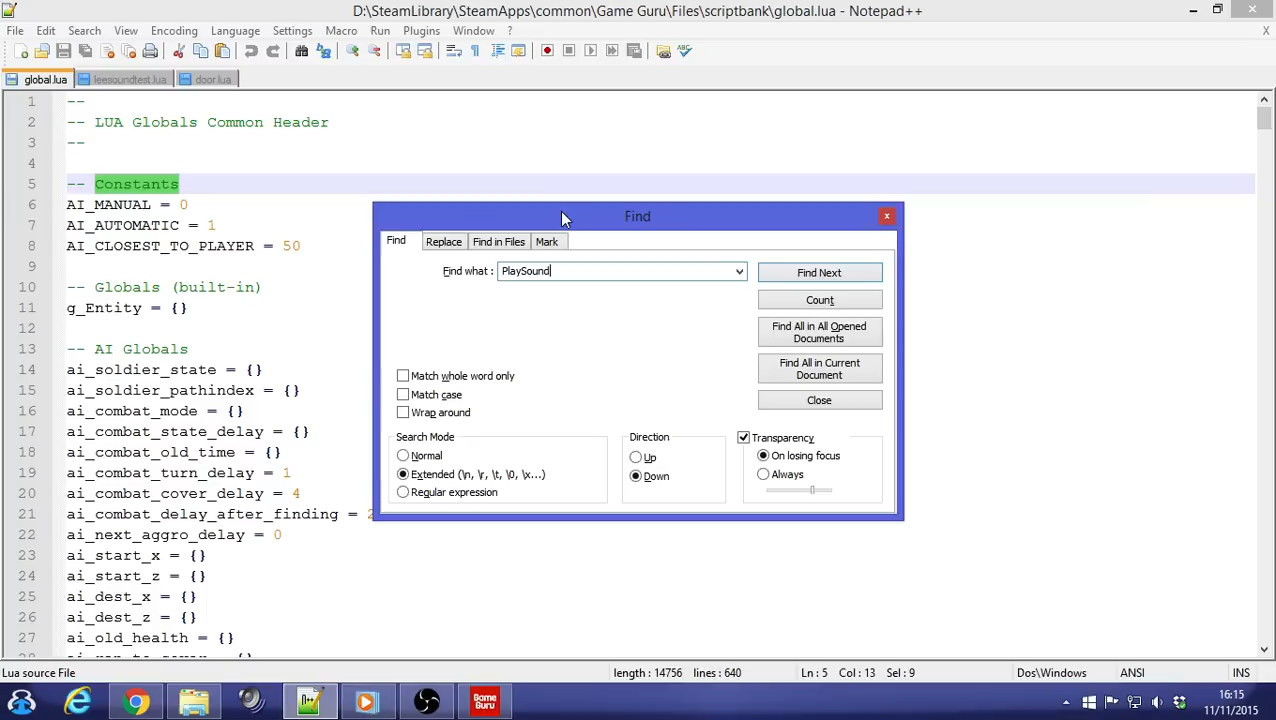 D:\SteamLibrary\SteamApps\common\Game Guru\Files\scriptbank\global.lua - Notepad++
File Edit Search View Encoding Language Settings Macro Run Plugins Window ? X
global.lua leesoundtest.lua door.lua
1 --
2 -- LUA Globals Common Header
3 --
4
5 -- Constants
6 AI_MANUAL = 0
7 AI_AUTOMATIC = 1
8 AI_CLOSEST_TO_PLAYER = 50
9
10 -- Globals (built-in)
11 g_Entity = {}
12
13 -- AI Globals
14 ai_soldier_state = {}
15 ai_soldier_pathindex = {}
16 ai_combat_mode = {}
17 ai_combat_state_delay = {}
18 ai_combat_old_time = {}
19 ai_combat_turn_delay = 1
20 ai_combat_cover_delay = 4
21 ai_combat_delay_after_finding = 2
22 ai_next_aggro_delay = 0
23 ai_start_x = {}
24 ai_start_z = {}
25 ai_dest_x = {}
26 ai_dest_z = {}
27 ai_old_health = {}
Find
Find Replace Find in Files Mark
Find what : PlaySound
Find Next
Count
Find All in All Opened Documents
Find All in Current Document
Close
Match whole word only
Match case
Wrap around
Search Mode
Normal
Extended (\n, \r, \t, \0, \x...)
Regular expression
Direction
Up
Down
Transparency
On losing focus
Always
Lua source File length : 14756 lines : 640 Ln : 5 Col : 13 Sel : 9 Dos\Windows ANSI INS
GameGuru
16:15
11/11/2015